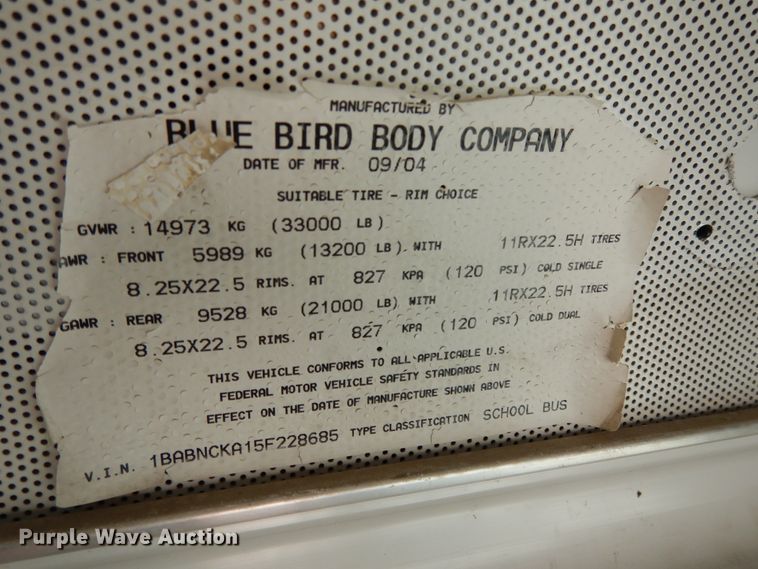 MANUFACTURED BY
BLUE BIRD BODY COMPANY
DATE OF MFR. 09/04
SUITABLE TIRE - RIM CHOICE
GVWR : 14973 KG (33000 LB)
AWR : FRONT 5989 KG (13200 LB) WITH 11RX22.5H TIRES
8.25X22.5 RIMS. AT 827 KPA (120 PSI) COLD SINGLE
GAWR : REAR 9528 KG (21000 LB) WITH 11RX22.5H TIRES
8.25X22.5 RIMS. AT 827 KPA (120 PSI) COLD DUAL
THIS VEHICLE CONFORMS TO ALL APPLICABLE U.S.
FEDERAL MOTOR VEHICLE SAFETY STANDARDS IN
EFFECT ON THE DATE OF MANUFACTURE SHOWN ABOVE
V.I.N. 1BABNCKA15F228685 TYPE CLASSIFICATION SCHOOL BUS
Purple Wave Auction